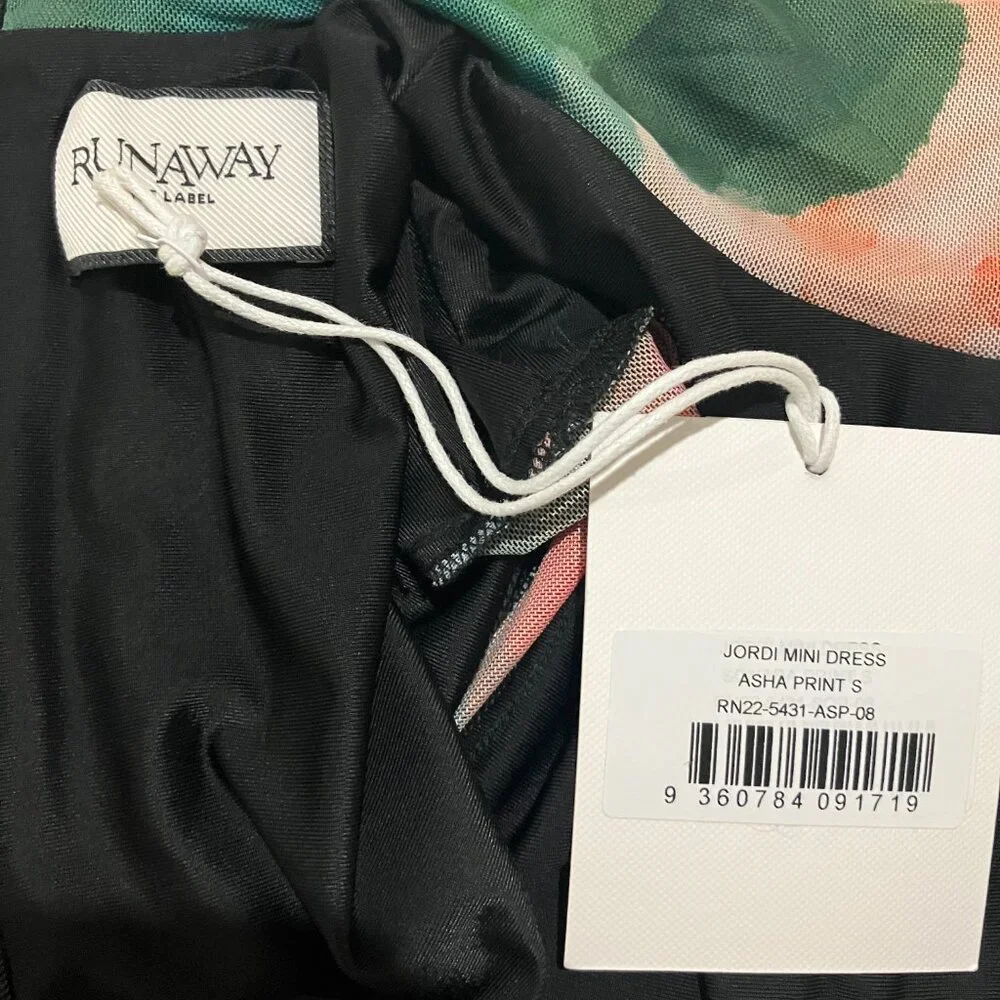 RUNAWAY
LABEL
JORDI MINI DRESS
ASHA PRINT S
RN22-5431-ASP-08
9 360784 091719